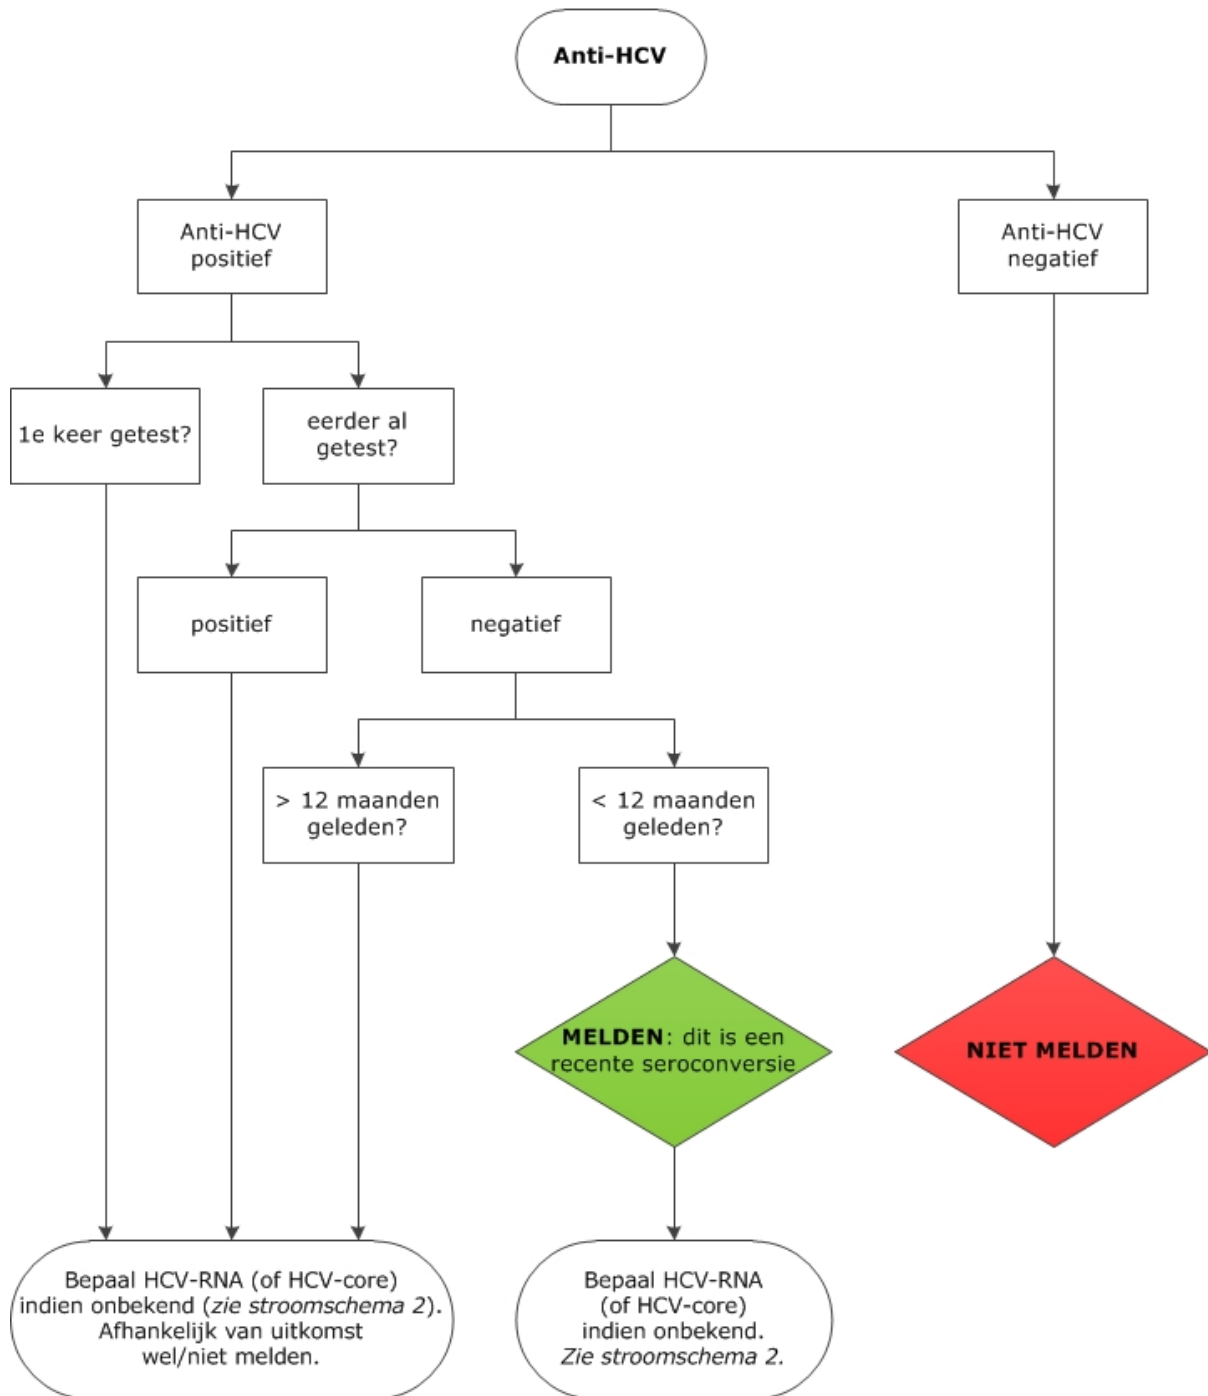 Anti-HCV
Anti-HCV
positief
Anti-HCV
negatief
1e keer getest?
eerder al
getest?
positief
negatief
> 12 maanden
geleden?
< 12 maanden
geleden?
MELDEN: dit is een
recente seroconversie
NIET MELDEN
Bepaal HCV-RNA (of HCV-core)
indien onbekend (zie stroomschema 2).
Afhankelijk van uitkomst
wel/niet melden.
Bepaal HCV-RNA
(of HCV-core)
indien onbekend.
Zie stroomschema 2.